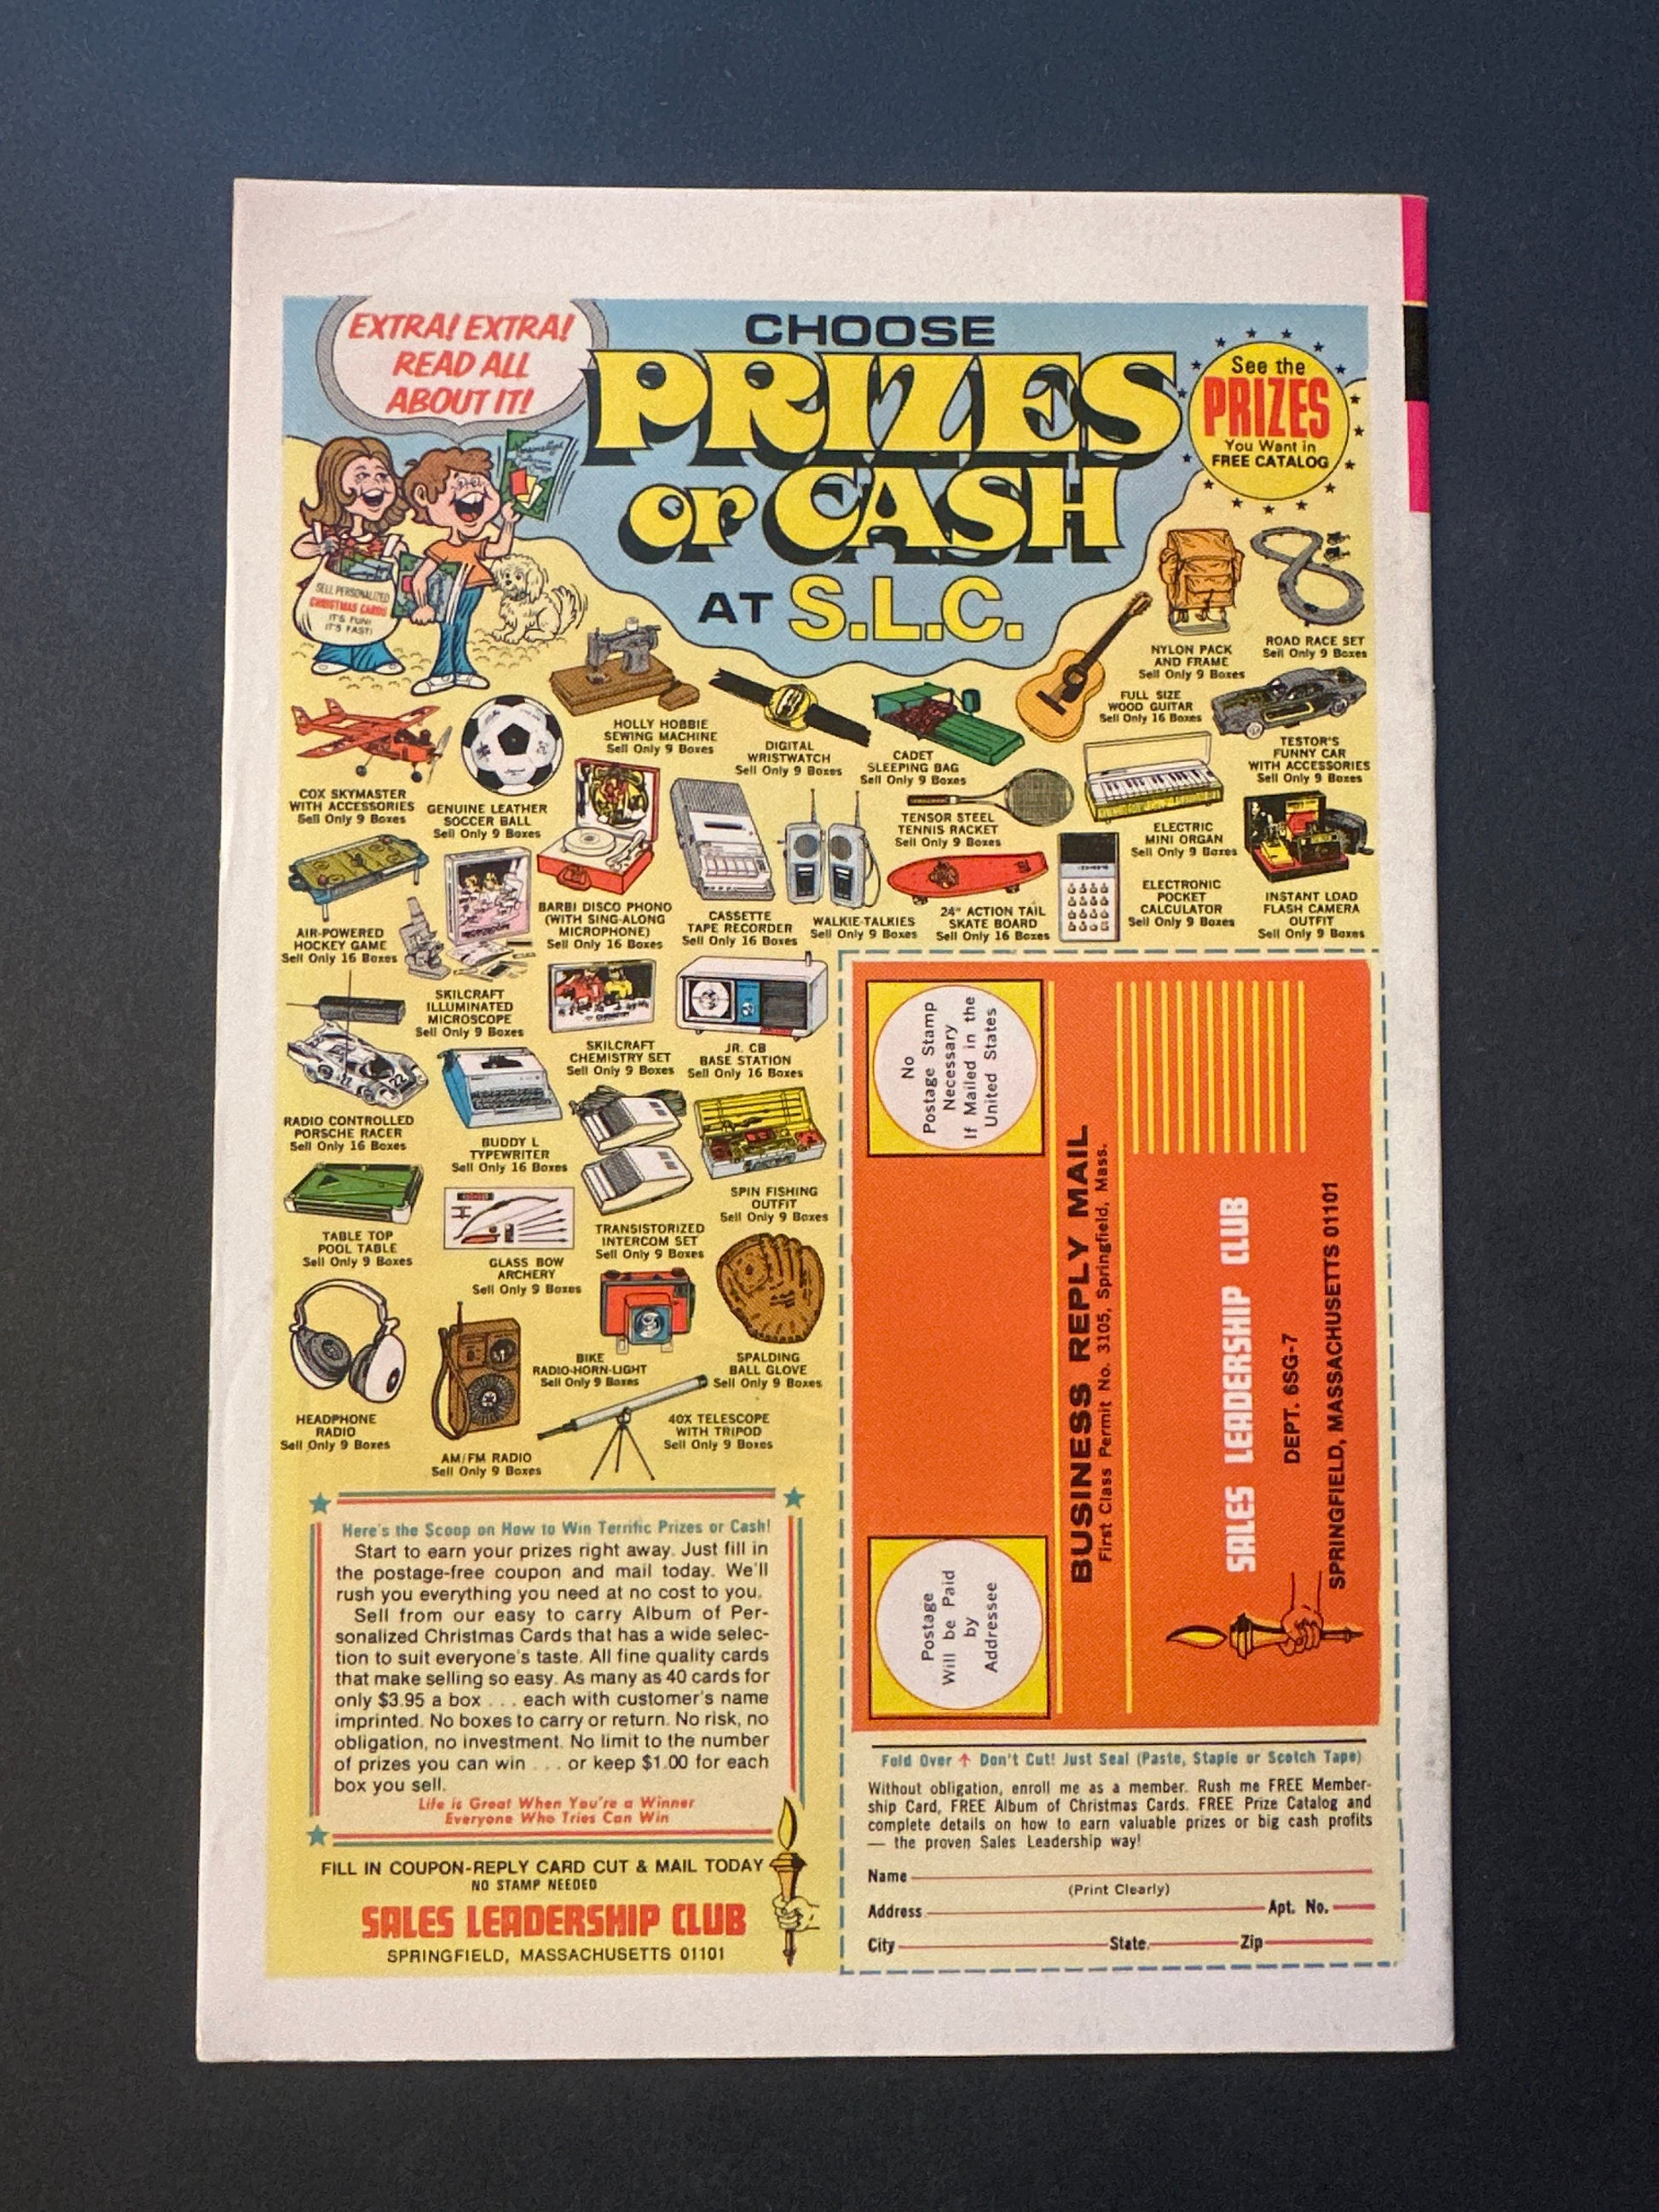 EXTRA! EXTRA!
READ ALL
ABOUT IT!
CHOOSE
PRIZES
or CASH
AT S.L.C.
See the
PRIZES
You Want in
FREE CATALOG
SELL PERSONALIZED
CHRISTMAS CARDS
IT'S FUN!
IT'S FAST!
NYLON PACK
AND FRAME
Sell Only 9 Boxes
ROAD RACE SET
Sell Only 9 Boxes
HOLLY HOBBIE
SEWING MACHINE
Sell Only 9 Boxes
DIGITAL
WRISTWATCH
Sell Only 9 Boxes
CADET
SLEEPING BAG
Sell Only 9 Boxes
FULL SIZE
WOOD GUITAR
Sell Only 16 Boxes
TESTOR'S
FUNNY CAR
WITH ACCESSORIES
Sell Only 9 Boxes
COX SKYMASTER
WITH ACCESSORIES
Sell Only 9 Boxes
GENUINE LEATHER
SOCCER BALL
Sell Only 9 Boxes
TENSOR STEEL
TENNIS RACKET
Sell Only 9 Boxes
ELECTRIC
MINI ORGAN
Sell Only 9 Boxes
AIR-POWERED
HOCKEY GAME
Sell Only 16 Boxes
BARBI DISCO PHONO
(WITH SING-ALONG
MICROPHONE)
Sell Only 16 Boxes
CASSETTE
TAPE RECORDER
Sell Only 16 Boxes
WALKIE-TALKIES
Sell Only 9 Boxes
24" ACTION TAIL
SKATE BOARD
Sell Only 16 Boxes
ELECTRONIC
POCKET
CALCULATOR
Sell Only 9 Boxes
INSTANT LOAD
FLASH CAMERA
OUTFIT
Sell Only 9 Boxes
SKILCRAFT
ILLUMINATED
MICROSCOPE
Sell Only 9 Boxes
SKILCRAFT
CHEMISTRY SET
Sell Only 9 Boxes
JR. CB
BASE STATION
Sell Only 16 Boxes
22
RADIO CONTROLLED
PORSCHE RACER
Sell Only 16 Boxes
BUDDY L
TYPEWRITER
Sell Only 16 Boxes
SPIN FISHING
OUTFIT
Sell Only 9 Boxes
TABLE TOP
POOL TABLE
Sell Only 9 Boxes
GLASS BOW
ARCHERY
Sell Only 9 Boxes
TRANSISTORIZED
INTERCOM SET
Sell Only 9 Boxes
HEADPHONE
RADIO
Sell Only 9 Boxes
AM/FM RADIO
Sell Only 9 Boxes
BIKE
RADIO-HORN-LIGHT
Sell Only 9 Boxes
SPALDING
BALL GLOVE
Sell Only 9 Boxes
40X TELESCOPE
WITH TRIPOD
Sell Only 9 Boxes
Here's the Scoop on How to Win Terrific Prizes or Cash!
Start to earn your prizes right away. Just fill in
the postage-free coupon and mail today. We'll
rush you everything you need at no cost to you.
Sell from our easy to carry Album of Per-
sonalized Christmas Cards that has a wide selec-
tion to suit everyone's taste. All fine quality cards
that make selling so easy. As many as 40 cards for
only $3.95 a box . . . each with customer's name
imprinted. No boxes to carry or return. No risk, no
obligation, no investment. No limit to the number
of prizes you can win . . . or keep $1.00 for each
box you sell.
Life is Great When You're a Winner
Everyone Who Tries Can Win
FILL IN COUPON-REPLY CARD CUT & MAIL TODAY
NO STAMP NEEDED
SALES LEADERSHIP CLUB
SPRINGFIELD, MASSACHUSETTS 01101
No
Postage Stamp
Necessary
If Mailed in the
United States
Postage
Will be Paid
by
Addressee
BUSINESS REPLY MAIL
First Class Permit No. 3105, Springfield, Mass.
SALES LEADERSHIP CLUB
DEPT. 6SG-7
SPRINGFIELD, MASSACHUSETTS 01101
Fold Over ↑ Don't Cut! Just Seal (Paste, Staple or Scotch Tape)
Without obligation, enroll me as a member. Rush me FREE Member-
ship Card, FREE Album of Christmas Cards. FREE Prize Catalog and
complete details on how to earn valuable prizes or big cash profits
— the proven Sales Leadership way!
Name
(Print Clearly)
Address Apt. No.
City State Zip